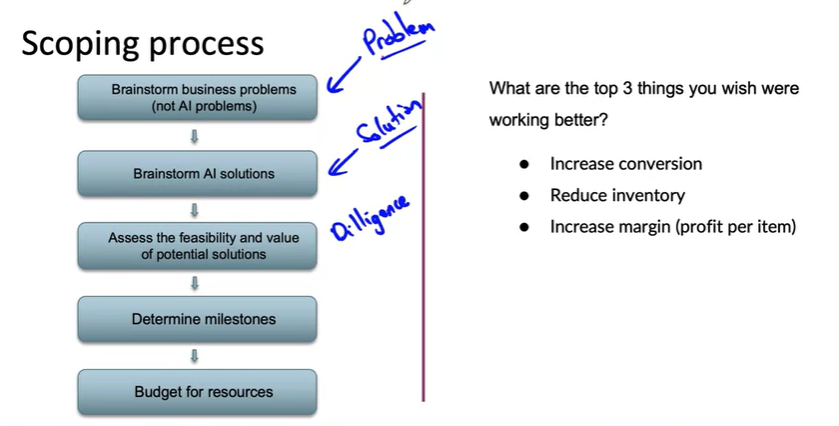 Scoping process
Problem
Brainstorm business problems
(not AI problems)
Solution
Brainstorm AI solutions
Dilligence
Assess the feasibility and value
of potential solutions
Determine milestones
Budget for resources
What are the top 3 things you wish were
working better?
● Increase conversion
● Reduce inventory
● Increase margin (profit per item)